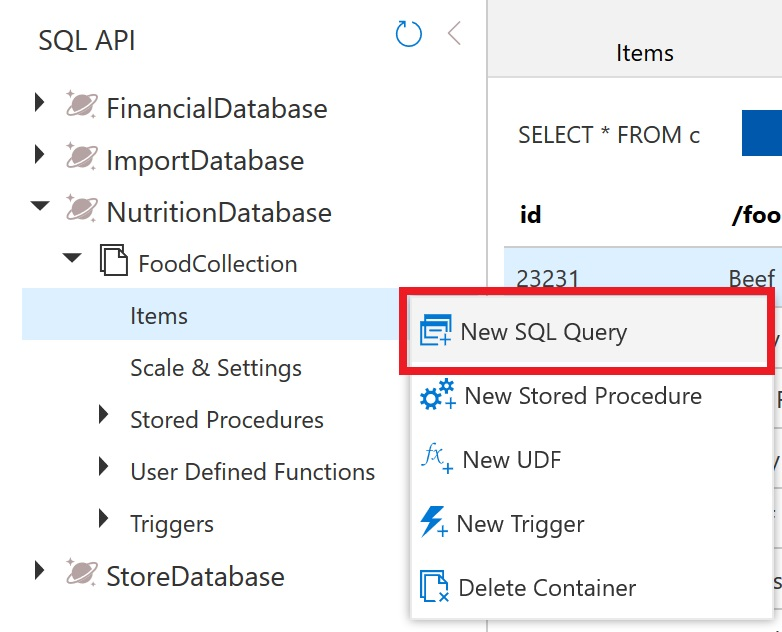 SQL API
FinancialDatabase
ImportDatabase
NutritionDatabase
FoodCollection
Items
Scale & Settings
Stored Procedures
User Defined Functions
Triggers
StoreDatabase
Items
SELECT * FROM c
id /foo
23231 Beef
New SQL Query
New Stored Procedure
New UDF
New Trigger
Delete Container